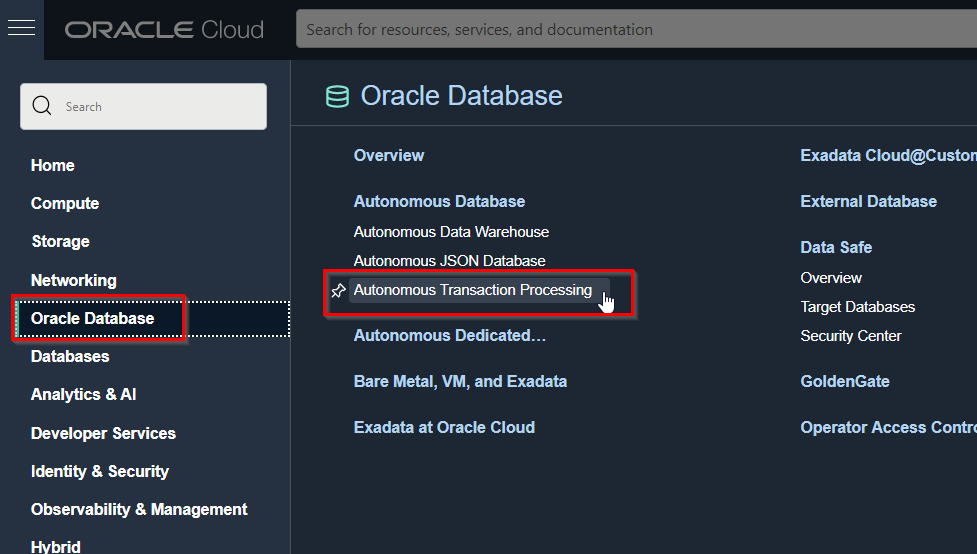 ORACLE Cloud
Search for resources, services, and documentation
Search
Home
Compute
Storage
Networking
Oracle Database
Databases
Analytics & AI
Developer Services
Identity & Security
Observability & Management
Hybrid
Oracle Database
Overview
Autonomous Database
Autonomous Data Warehouse
Autonomous JSON Database
Autonomous Transaction Processing
Autonomous Dedicated…
Bare Metal, VM, and Exadata
Exadata at Oracle Cloud
Exadata Cloud@Custon
External Database
Data Safe
Overview
Target Databases
Security Center
GoldenGate
Operator Access Contro